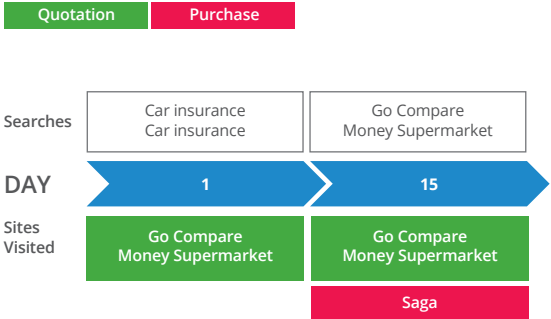 Quotation
Purchase
Searches
Car insurance
Car insurance
Go Compare
Money Supermarket
DAY
1
15
Sites
Visited
Go Compare
Money Supermarket
Go Compare
Money Supermarket
Saga